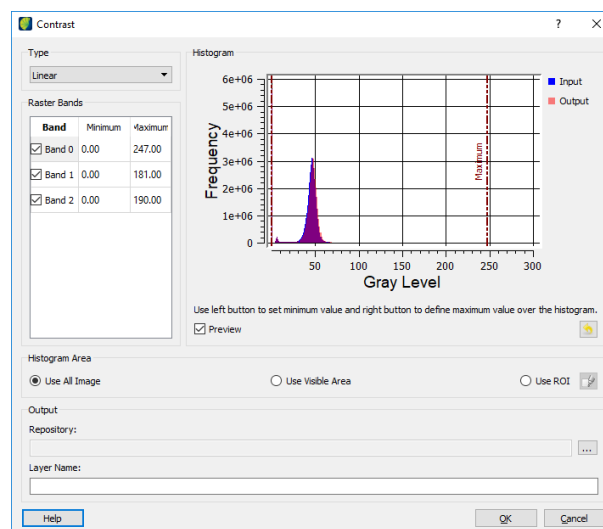 Contrast
?
Type
Linear
Raster Bands
Band Minimum Maximum
Band 0 0.00 247.00
Band 1 0.00 181.00
Band 2 0.00 190.00
Histogram
6e+06
5e+06
4e+06
3e+06
2e+06
1e+06
0
Frequency
50 100 150 200 250 300
Gray Level
Maximum
Input
Output
Use left button to set minimum value and right button to define maximum value over the histogram.
Preview
Histogram Area
Use All Image Use Visible Area Use ROI
Output
Repository:
...
Layer Name:
Help OK Cancel